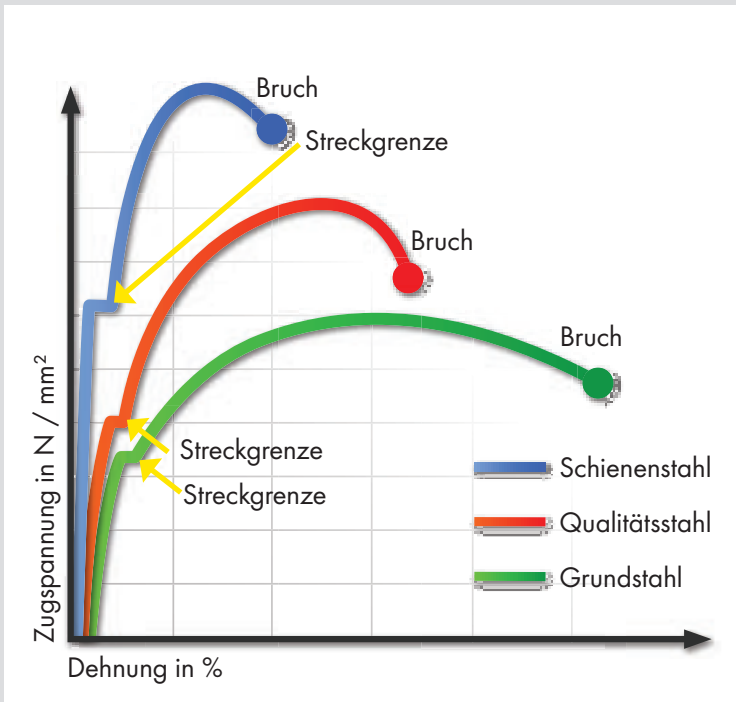 Bruch
Streckgrenze
Bruch
Bruch
Streckgrenze
Streckgrenze
Schienenstahl
Qualitätsstahl
Grundstahl
Zugspannung in N / mm²
Dehnung in %